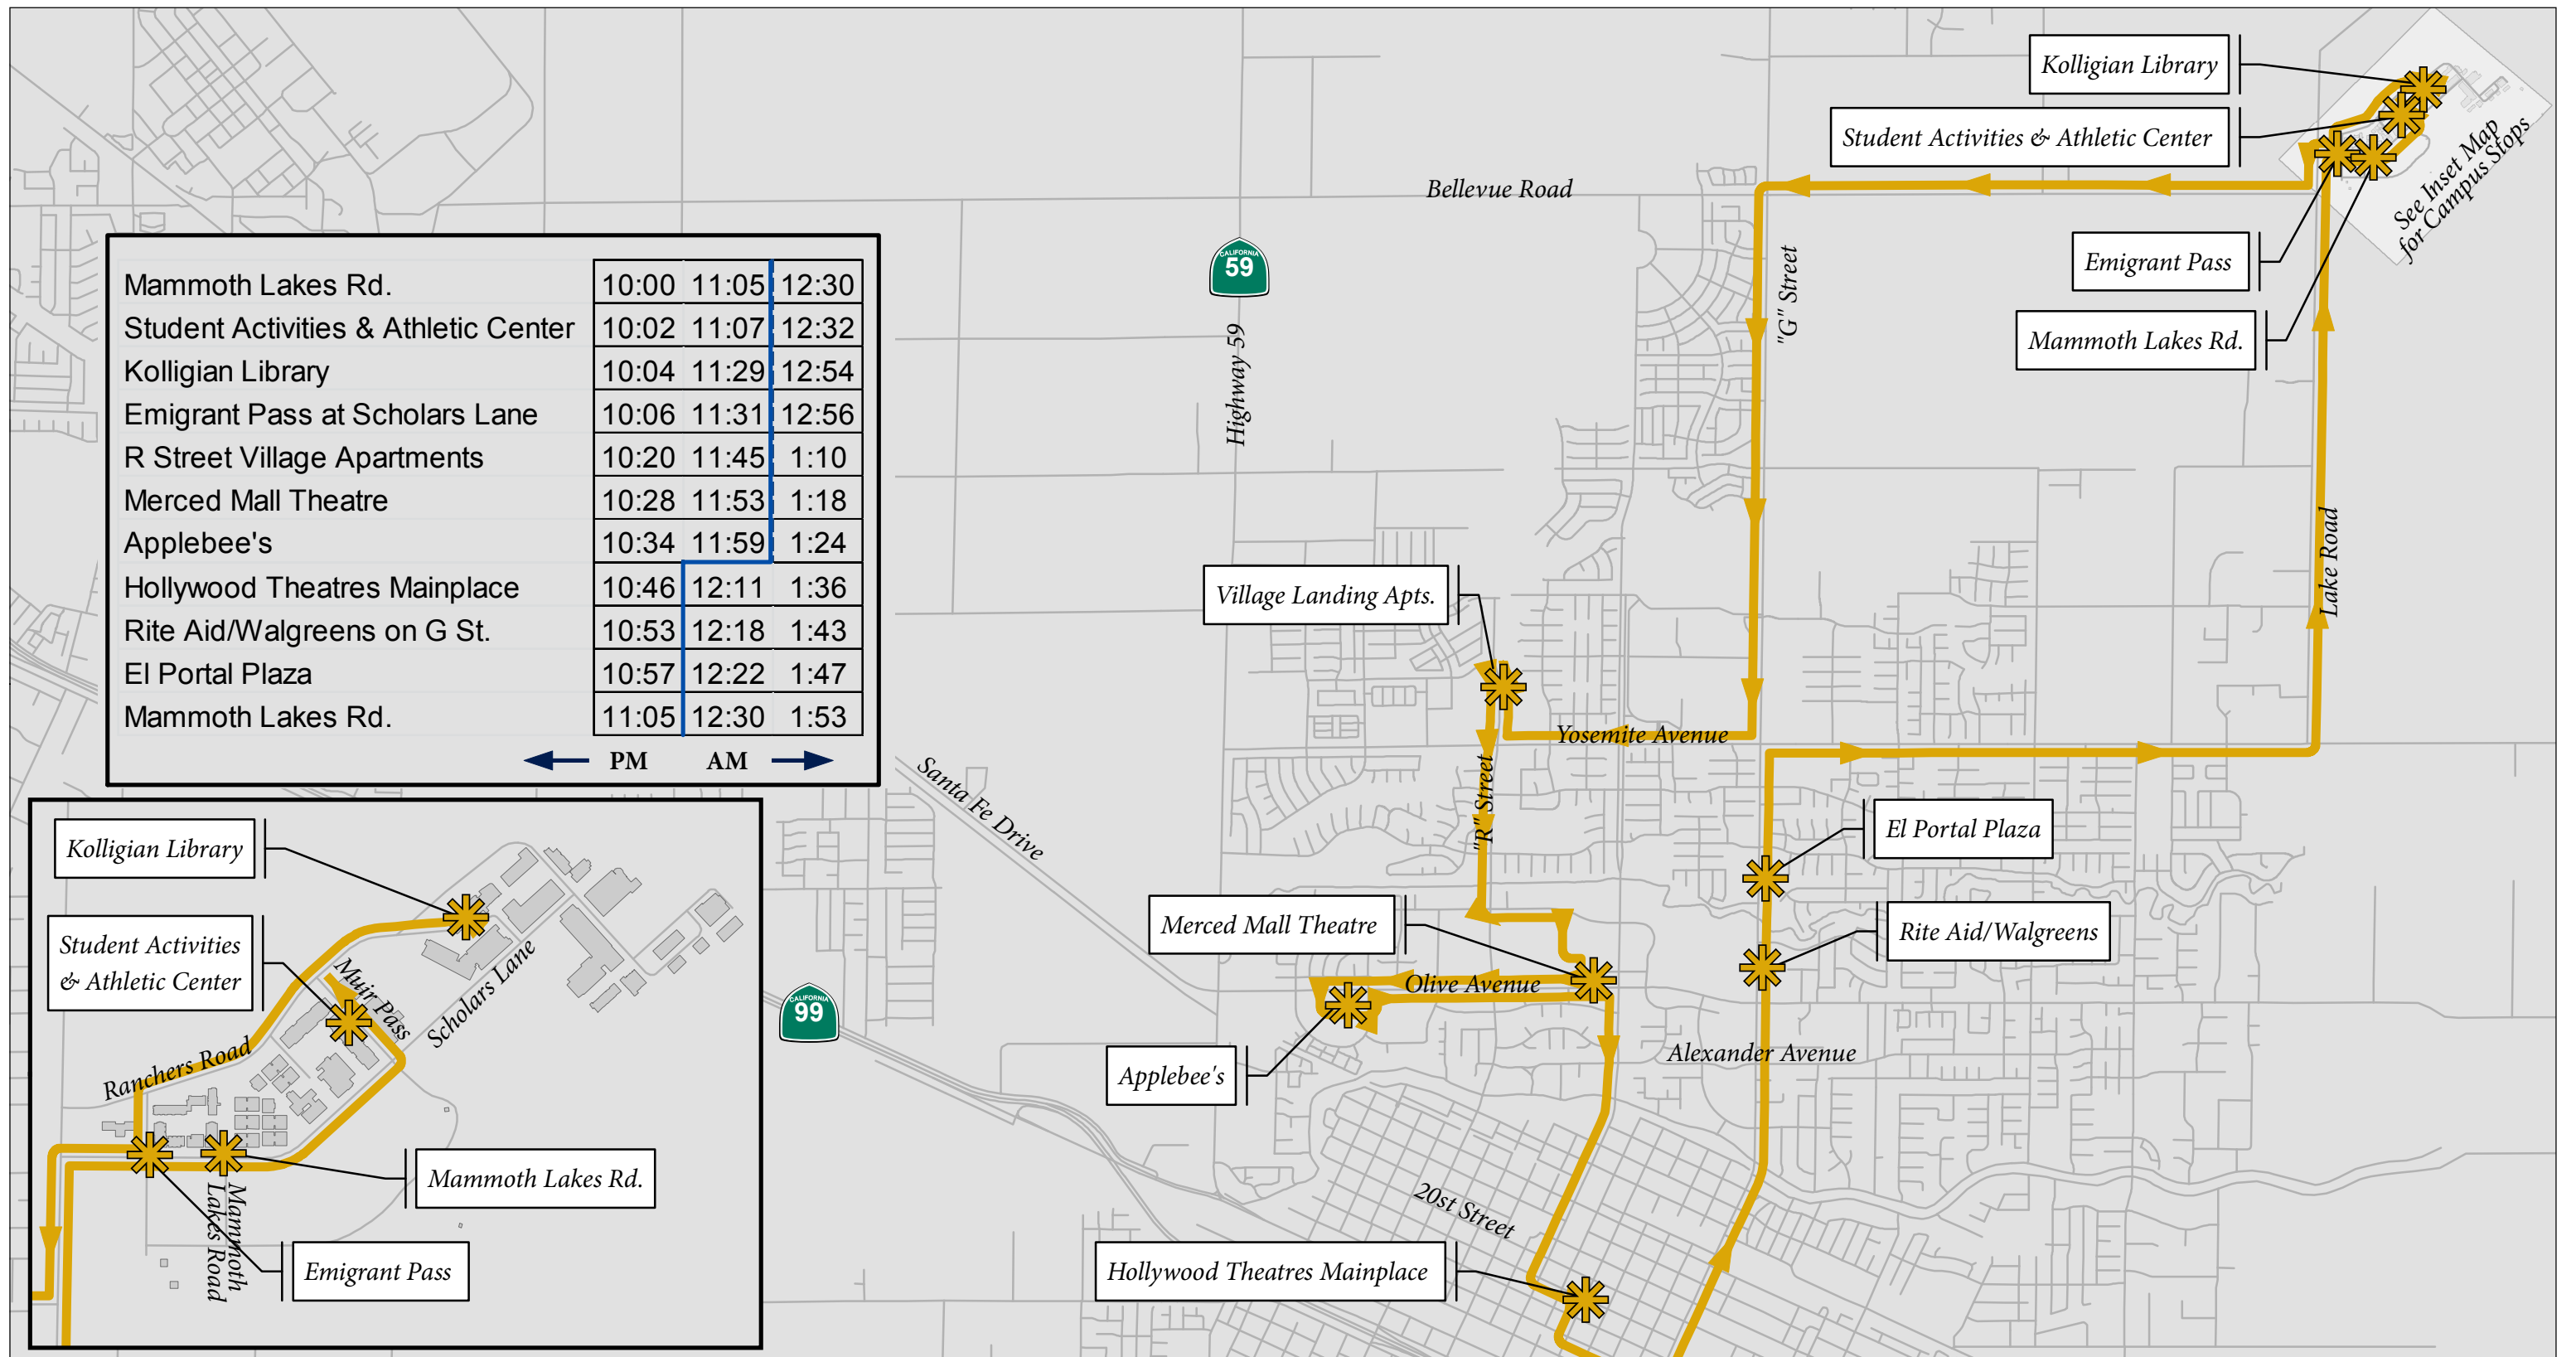 Kolligian Library
Student Activities & Athletic Center
See Inset Map
for Campus Stops
Bellevue Road
Emigrant Pass
Mammoth Lakes Rd.
"G" Street
CALIFORNIA
59
Highway 59
Mammoth Lakes Rd. 10:00 11:05 12:30
Student Activities & Athletic Center 10:02 11:07 12:32
Kolligian Library 10:04 11:29 12:54
Emigrant Pass at Scholars Lane 10:06 11:31 12:56
R Street Village Apartments 10:20 11:45 1:10
Merced Mall Theatre 10:28 11:53 1:18
Applebee's 10:34 11:59 1:24
Hollywood Theatres Mainplace 10:46 12:11 1:36
Rite Aid/Walgreens on G St. 10:53 12:18 1:43
El Portal Plaza 10:57 12:22 1:47
Mammoth Lakes Rd. 11:05 12:30 1:53
PM AM
Lake Road
Village Landing Apts.
Yosemite Avenue
"R" Street
Santa Fe Drive
El Portal Plaza
Merced Mall Theatre
Rite Aid/Walgreens
Olive Avenue
CALIFORNIA
99
Alexander Avenue
Applebee's
20st Street
Hollywood Theatres Mainplace
Kolligian Library
Student Activities
& Athletic Center
Muir Pass
Scholars Lane
Ranchers Road
Mammoth Lakes Rd.
Mammoth
Lakes Road
Emigrant Pass